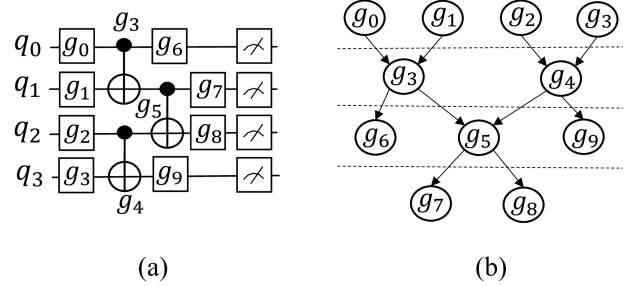 g₃
q₀ g₀ g₆
q₁ g₁ g₇
g₅
q₂ g₂ g₈
q₃ g₃ g₉
g₄
(a)
g₀ g₁ g₂ g₃
g₃ g₄
g₆ g₅ g₉
g₇ g₈
(b)